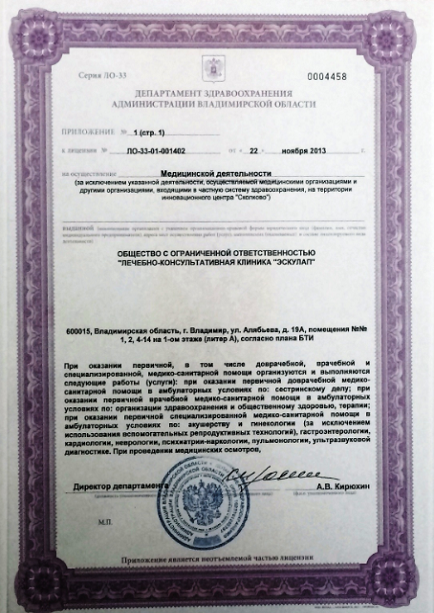 Серия ЛО-33
0004458
ДЕПАРТАМЕНТ ЗДРАВООХРАНЕНИЯ
АДМИНИСТРАЦИИ ВЛАДИМИРСКОЙ ОБЛАСТИ
ПРИЛОЖЕНИЕ № 1 (стр. 1)
к лицензии № ЛО-33-01-001402 от « 22 » ноября 2013
на осуществление Медицинской деятельности
(за исключением указанной деятельности, осуществляемой медицинскими организациями и
другими организациями, входящими в частную систему здравоохранения, на территории
инновационного центра "Сколково")
ВЫДАННОЙ
ОБЩЕСТВО С ОГРАНИЧЕННОЙ ОТВЕТСТВЕННОСТЬЮ
"ЛЕЧЕБНО-КОНСУЛЬТАТИВНАЯ КЛИНИКА "ЭСКУЛАП"
600015, Владимирская область, г. Владимир, ул. Алябьева, д. 19А, помещения №№
1, 2, 4-14 на 1-ом этаже (литер А), согласно плана БТИ
При оказании первичной, в том числе доврачебной, врачебной и
специализированной, медико-санитарной помощи организуются и выполняются
следующие работы (услуги): при оказании первичной доврачебной медико-
санитарной помощи в амбулаторных условиях по: сестринскому делу; при
оказании первичной врачебной медико-санитарной помощи в амбулаторных
условиях по: организации здравоохранения и общественному здоровью, терапии;
при оказании первичной специализированной медико-санитарной помощи в
амбулаторных условиях по: акушерству и гинекологии (за исключением
использования вспомогательных репродуктивных технологий), гастроэнтерологии,
кардиологии, неврологии, психиатрии-наркологии, пульмонологии, ультразвуковой
диагностике. При проведении медицинских осмотров,
Директор департамента А.В. Кирюхин
М.П.
Приложение является неотъемлемой частью лицензии